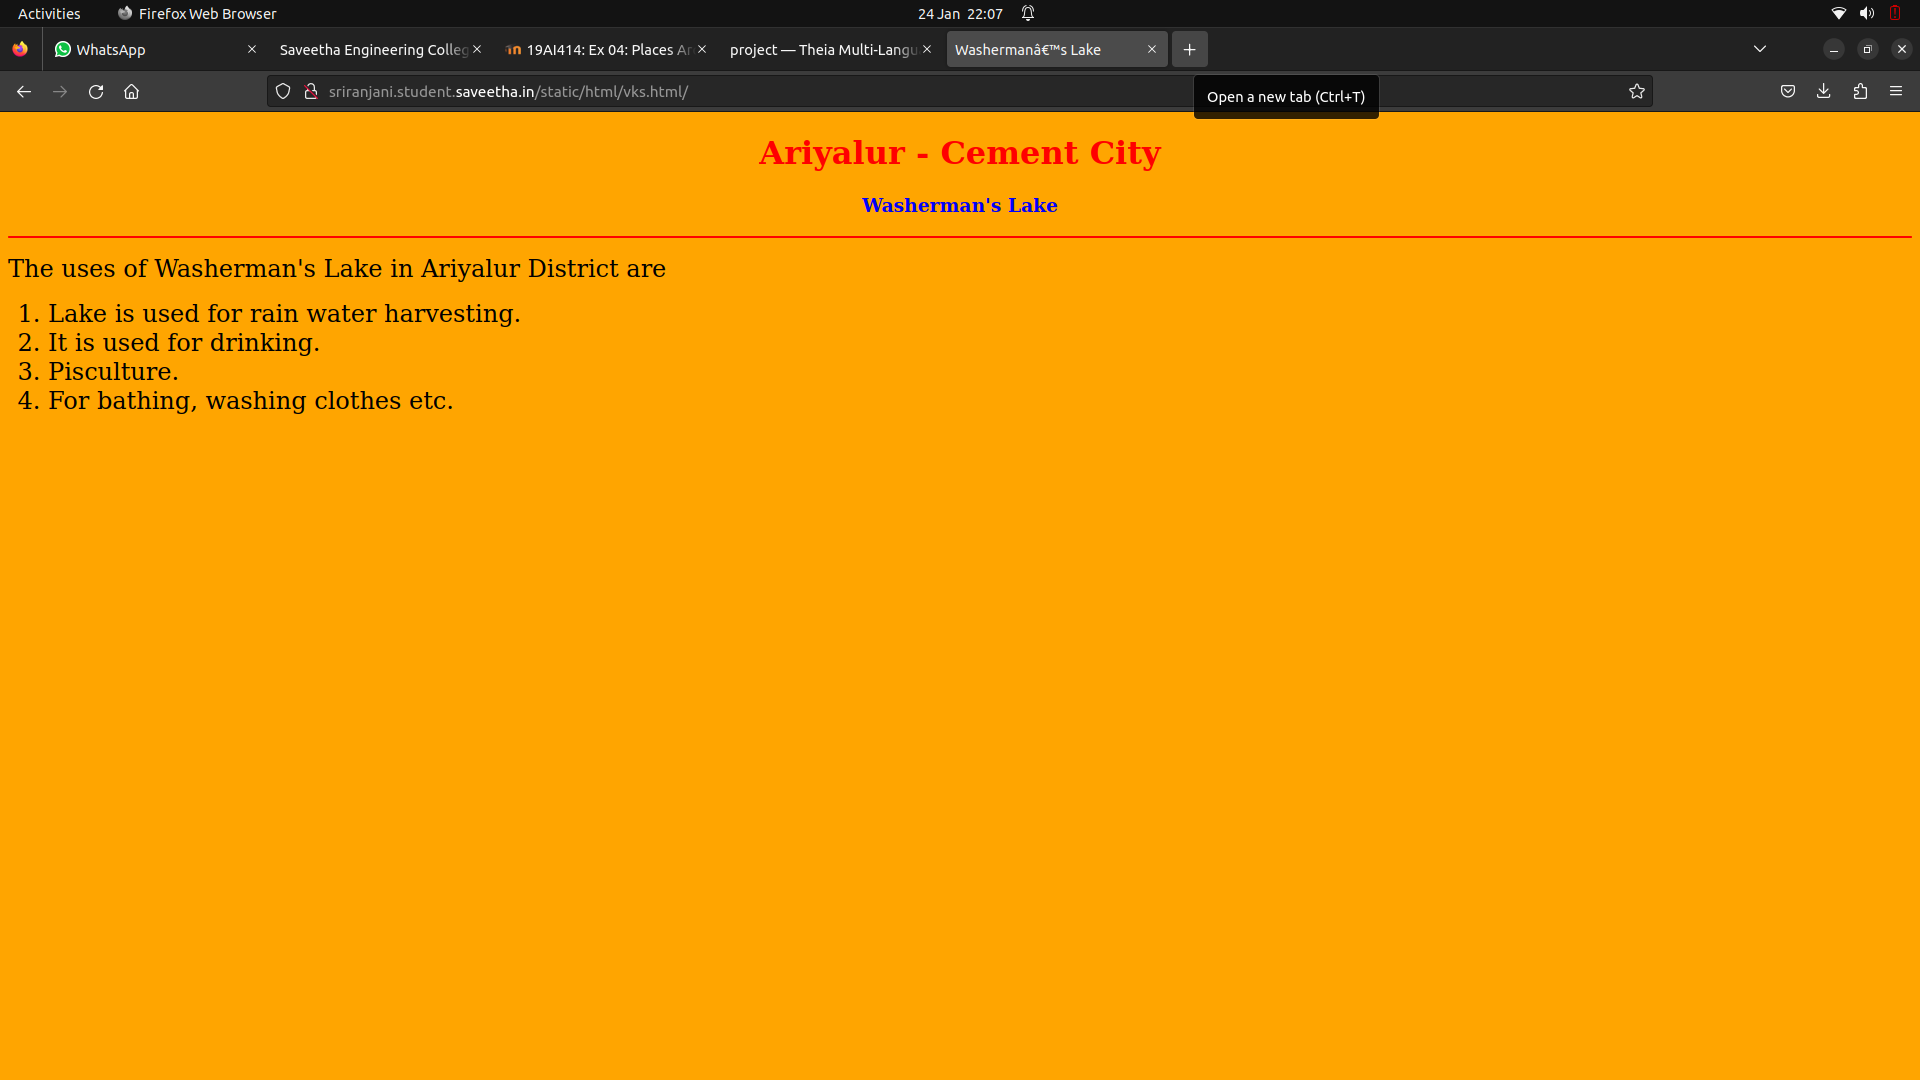 Activities
Firefox Web Browser
24 Jan 22:07
WhatsApp
Saveetha Engineering Colleg
19AI414: Ex 04: Places Ar
project — Theia Multi-Langu
Washermanâ€™s Lake
sriranjani.student.saveetha.in/static/html/vks.html/
Open a new tab (Ctrl+T)
Ariyalur - Cement City
Washerman's Lake
The uses of Washerman's Lake in Ariyalur District are
1. Lake is used for rain water harvesting.
2. It is used for drinking.
3. Pisculture.
4. For bathing, washing clothes etc.